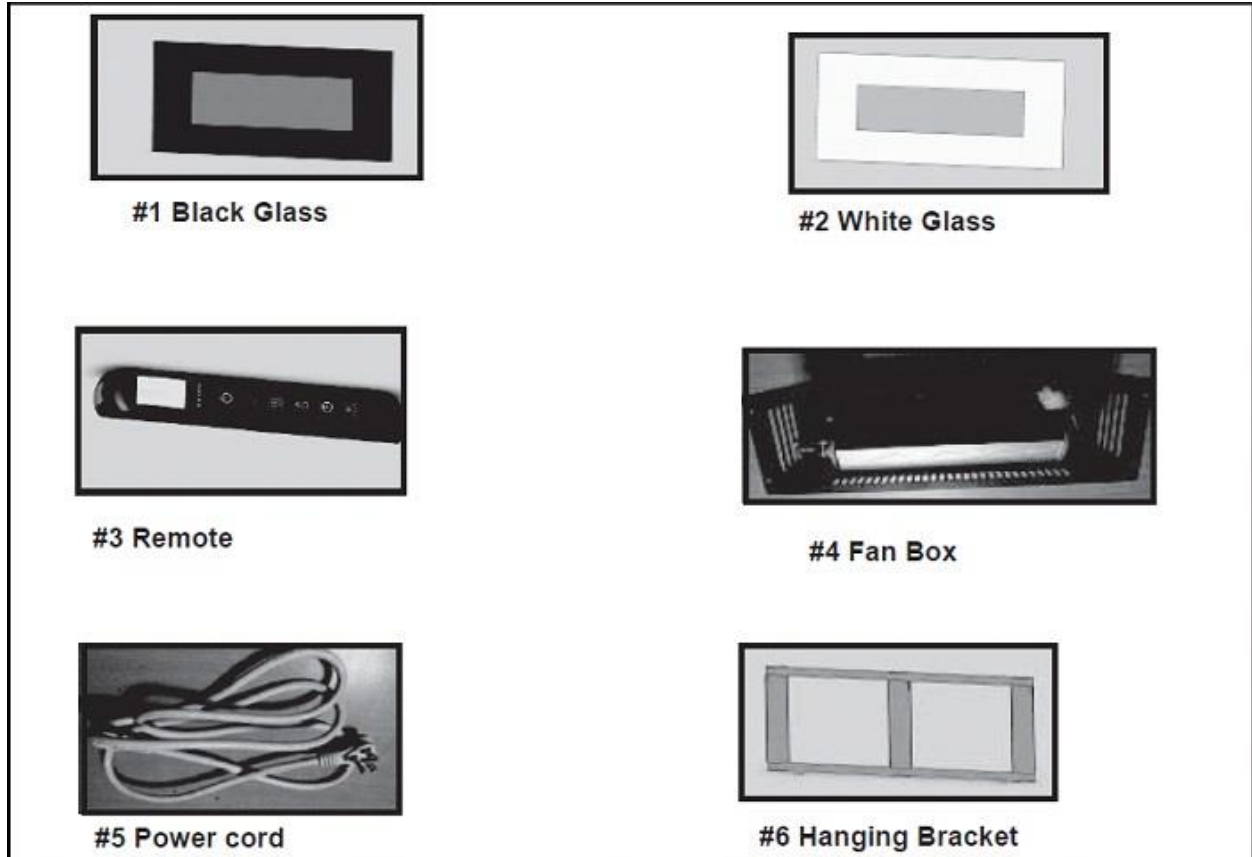 #1 Black Glass
#2 White Glass
#3 Remote
#4 Fan Box
#5 Power cord
#6 Hanging Bracket